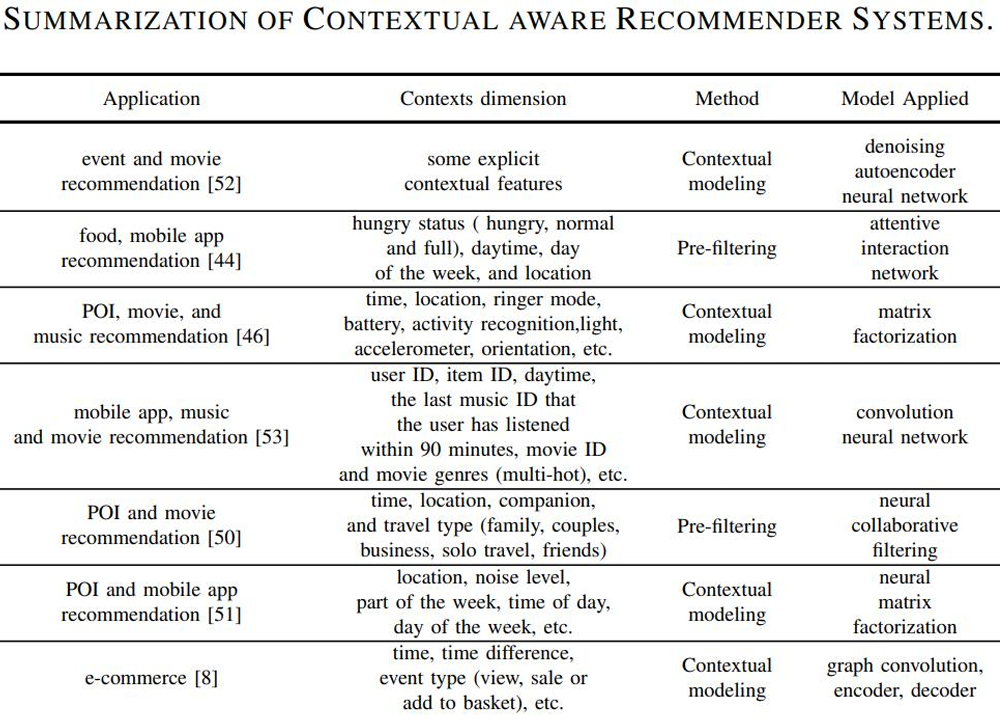 SUMMARIZATION OF CONTEXTUAL AWARE RECOMMENDER SYSTEMS.
Application Contexts dimension Method Model Applied
event and movie
recommendation [52]
some explicit
contextual features
Contextual
modeling
denoising
autoencoder
neural network
food, mobile app
recommendation [44]
hungry status ( hungry, normal
and full), daytime, day
of the week, and location
Pre-filtering
attentive
interaction
network
POI, movie, and
music recommendation [46]
time, location, ringer mode,
battery, activity recognition,light,
accelerometer, orientation, etc.
Contextual
modeling
matrix
factorization
mobile app, music
and movie recommendation [53]
user ID, item ID, daytime,
the last music ID that
the user has listened
within 90 minutes, movie ID
and movie genres (multi-hot), etc.
Contextual
modeling
convolution
neural network
POI and movie
recommendation [50]
time, location, companion,
and travel type (family, couples,
business, solo travel, friends)
Pre-filtering
neural
collaborative
filtering
POI and mobile app
recommendation [51]
location, noise level,
part of the week, time of day,
day of the week, etc.
Contextual
modeling
neural
matrix
factorization
e-commerce [8]
time, time difference,
event type (view, sale or
add to basket), etc.
Contextual
modeling
graph convolution,
encoder, decoder